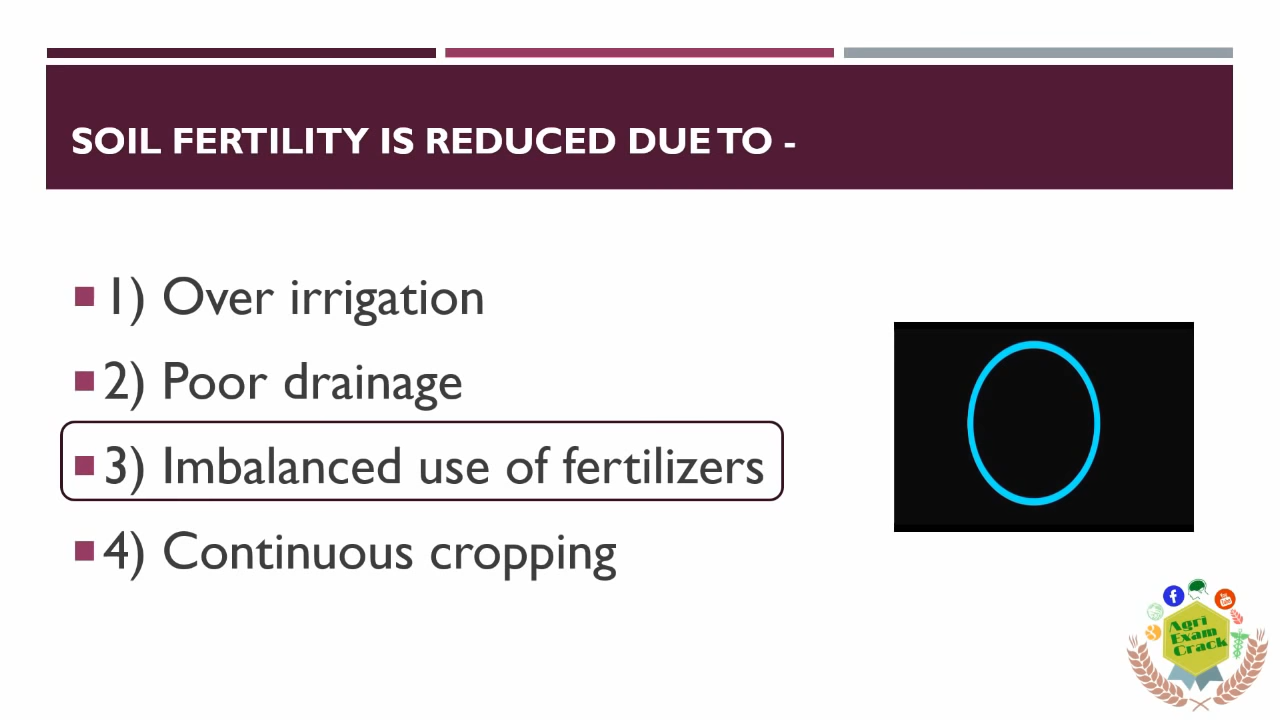 SOIL FERTILITY IS REDUCED DUE TO -
1) Over irrigation
2) Poor drainage
3) Imbalanced use of fertilizers
4) Continuous cropping
Agri
Exam
Crack